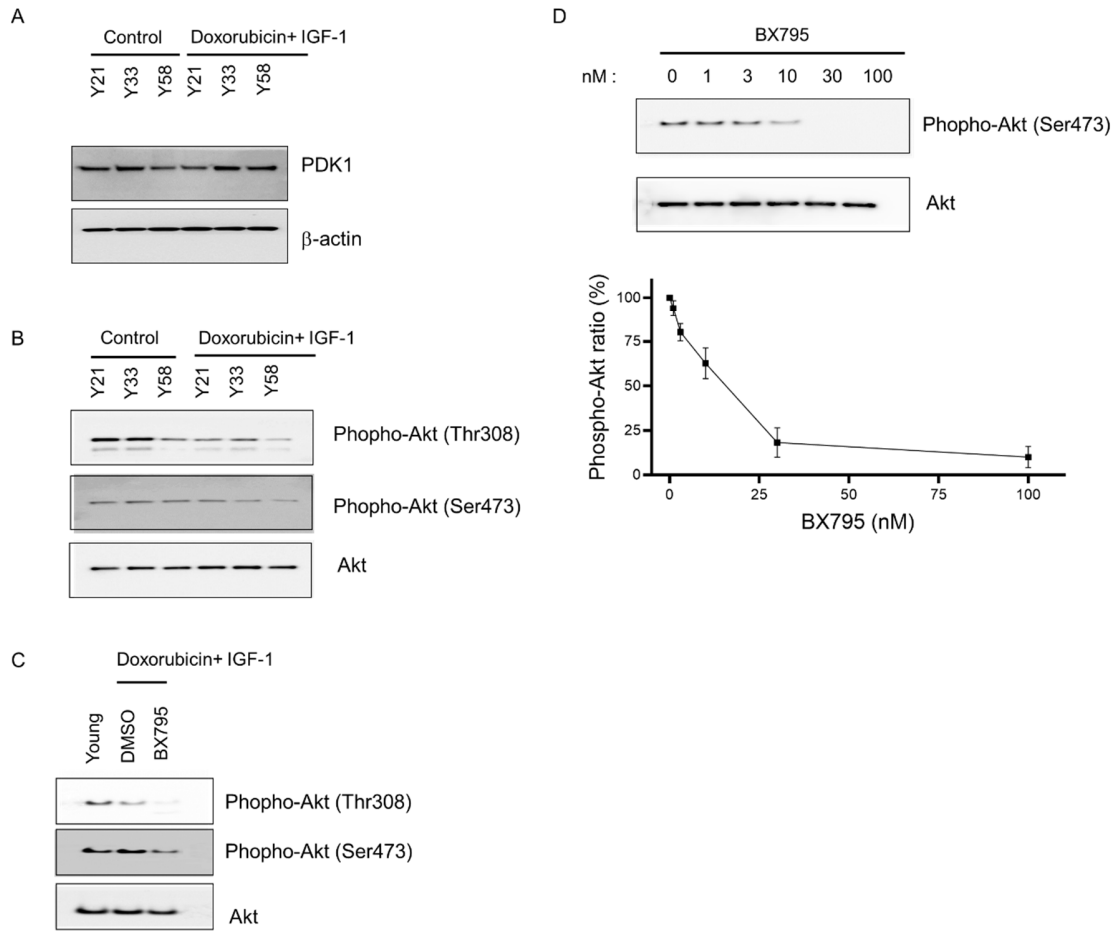 A
Control
Doxorubicin+ IGF-1
Y21 Y33 Y58 Y21 Y33 Y58
PDK1
β-actin
B
Control
Doxorubicin+ IGF-1
Y21 Y33 Y58 Y21 Y33 Y58
Phopho-Akt (Thr308)
Phopho-Akt (Ser473)
Akt
C
Doxorubicin+ IGF-1
Young DMSO BX795
Phopho-Akt (Thr308)
Phopho-Akt (Ser473)
Akt
D
BX795
nM : 0 1 3 10 30 100
Phopho-Akt (Ser473)
Akt
Phospho-Akt ratio (%)
100
75
50
25
0
0 25 50 75 100
BX795 (nM)